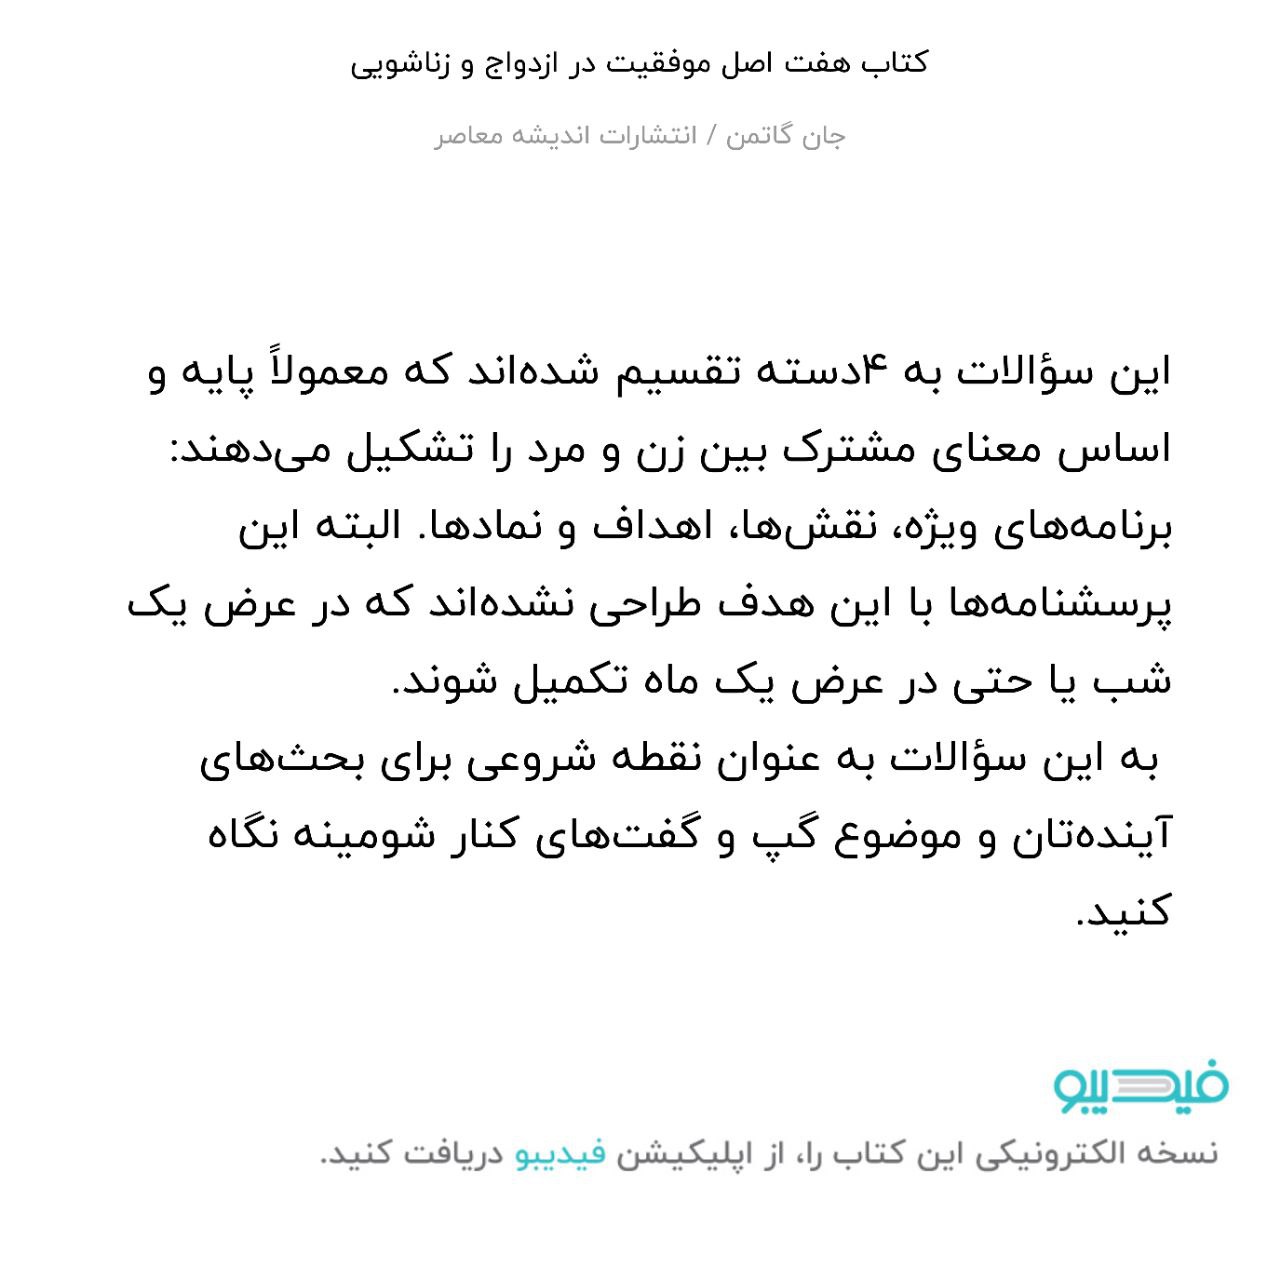 کتاب هفت اصل موفقیت در ازدواج و زناشویی
جان گاتمن / انتشارات اندیشه معاصر
این سؤالات به ۴دسته تقسیم شده‌اند که معمولاً پایه و
اساس معنای مشترک بین زن و مرد را تشکیل می‌دهند:
برنامه‌های ویژه، نقش‌ها، اهداف و نمادها. البته این
پرسشنامه‌ها با این هدف طراحی نشده‌اند که در عرض یک
شب یا حتی در عرض یک ماه تکمیل شوند.
به این سؤالات به عنوان نقطه شروعی برای بحث‌های
آینده‌تان و موضوع گپ و گفت‌های کنار شومینه نگاه
کنید.
فیدیبو
نسخه الکترونیکی این کتاب را، از اپلیکیشن فیدیبو دریافت کنید.